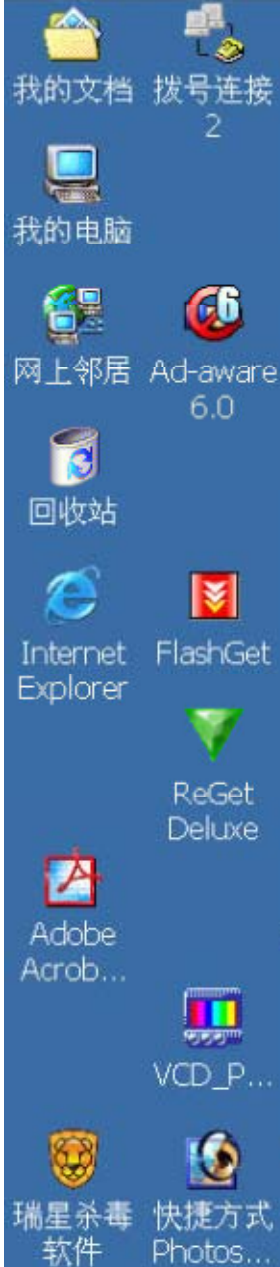 我的文档
拨号连接
2
我的电脑
网上邻居
Ad-aware
6.0
回收站
Internet
Explorer
FlashGet
ReGet
Deluxe
Adobe
Acrob...
VCD_P...
瑞星杀毒
软件
快捷方式
Photos...